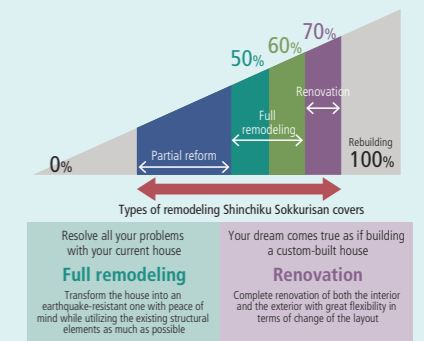 70%
60%
50%
Renovation
Full
remodeling
Partial reform
Rebuilding
100%
0%
Types of remodeling Shinchiku Sokkurisan covers
Resolve all your problems
with your current house
Full remodeling
Transform the house into an
earthquake-resistant one with peace of
mind while utilizing the existing structural
elements as much as possible
Your dream comes true as if building
a custom-built house
Renovation
Complete renovation of both the interior
and the exterior with great flexibility in
terms of change of the layout